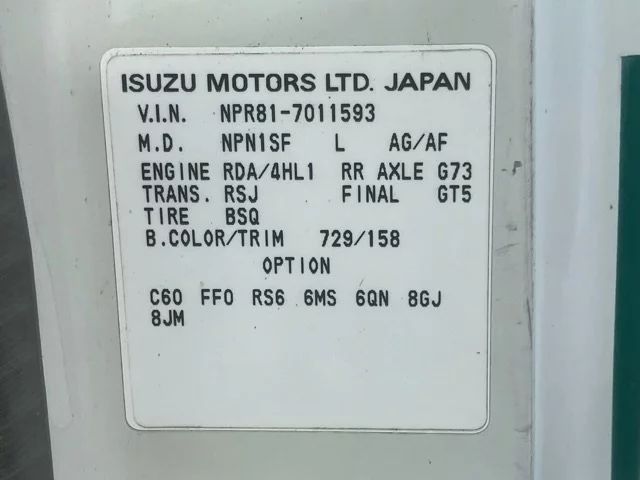 ISUZU MOTORS LTD. JAPAN
V.I.N. NPR81-7011593
M.D. NPN1SF L AG/AF
ENGINE RDA/4HL1 RR AXLE G73
TRANS. RSJ FINAL GT5
TIRE BSQ
B.COLOR/TRIM 729/158
OPTION
C60 FF0 RS6 6MS 6QN 8GJ
8JM